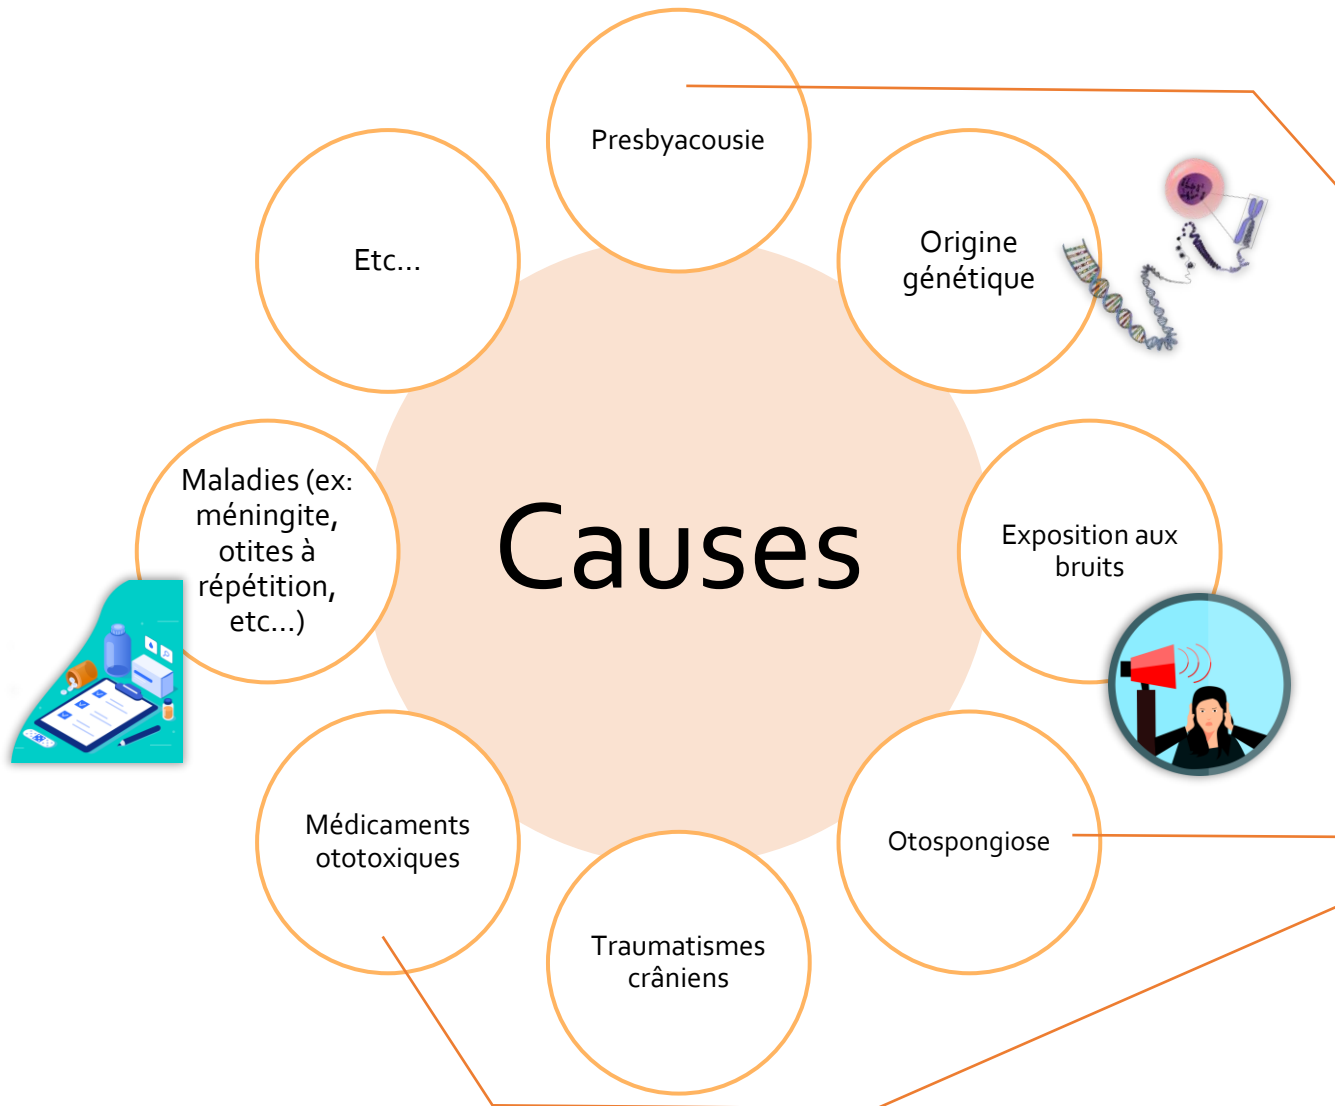 Presbyacousie
Origine
génétique
Exposition aux
bruits
Otospongiose
Traumatismes
crâniens
Médicaments
ototoxiques
Maladies (ex:
méningite,
otites à
répétition,
etc...)
Etc...
Causes